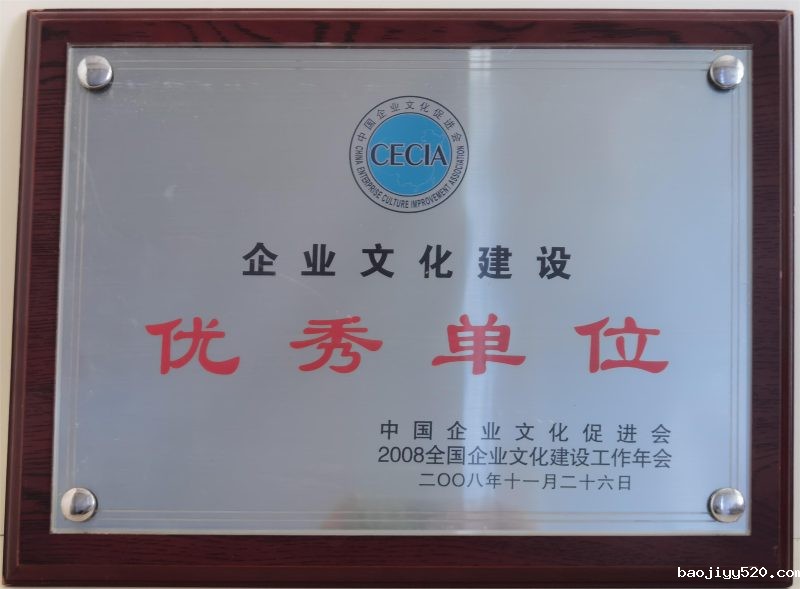 中国企业文化促进会
CECIA
CHINA ENTERPRISE CULTURE IMPROVEMENT ASSOCIATION
企业文化建设
优秀单位
中国企业文化促进会
2008全国企业文化建设工作年会
二〇〇八年十一月二十六日
baojiyy520.com